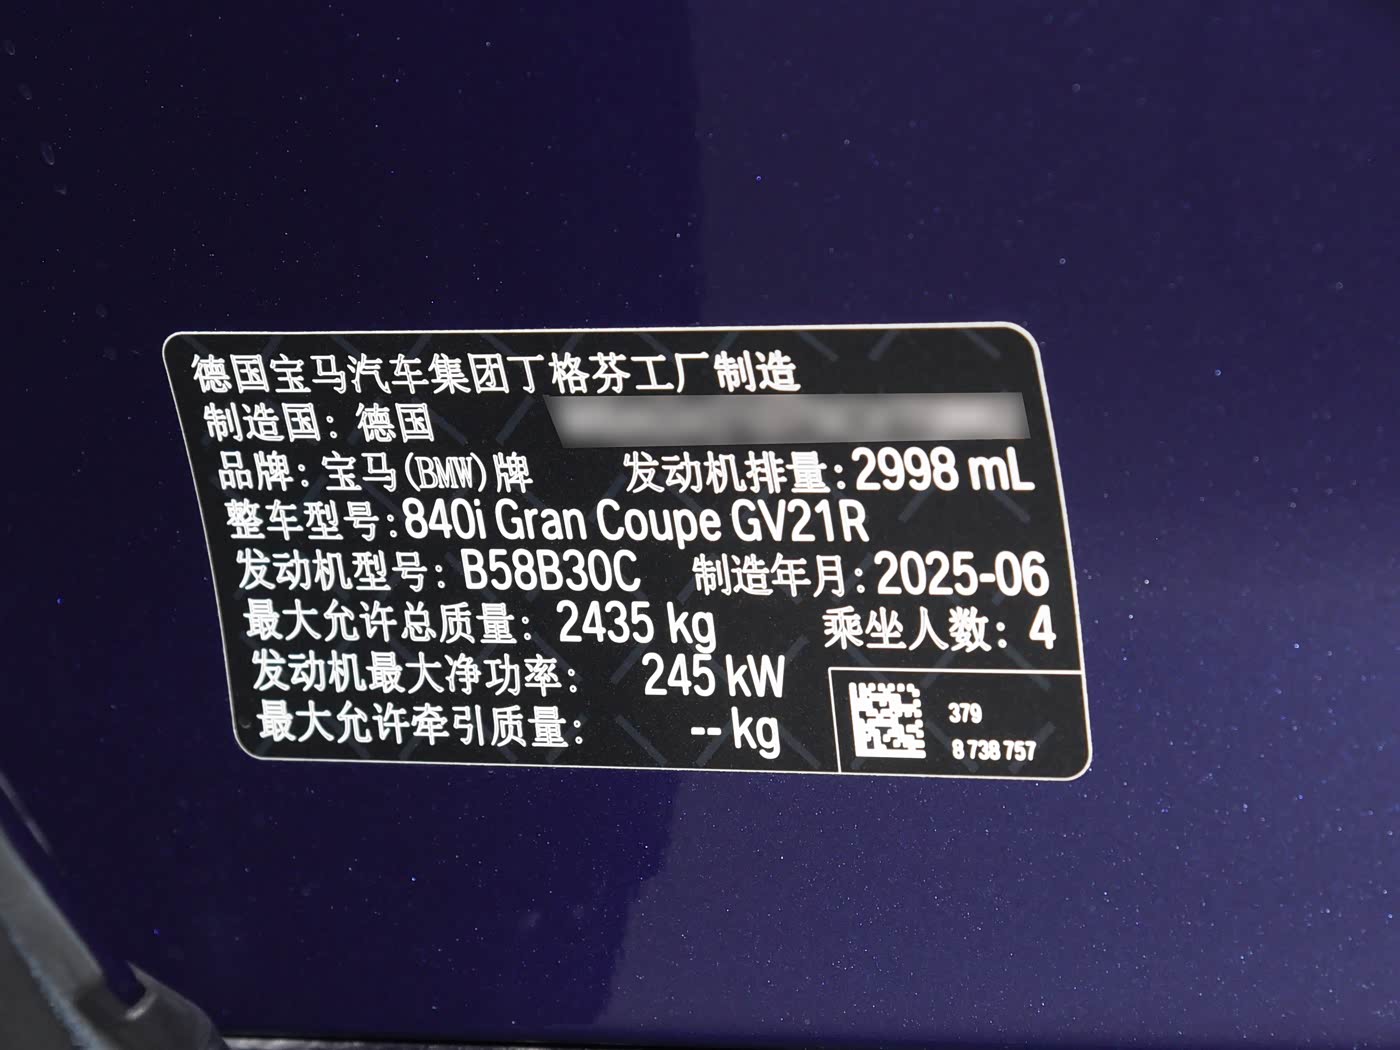 德国宝马汽车集团丁格芬工厂制造
制造国：德国
品牌：宝马(BMW)牌 发动机排量：2998 mL
整车型号：840i Gran Coupe GV21R
发动机型号：B58B30C 制造年月：2025-06
最大允许总质量：2435 kg 乘坐人数：4
发动机最大净功率：245 kW
最大允许牵引质量：-- kg
379
8 738 757